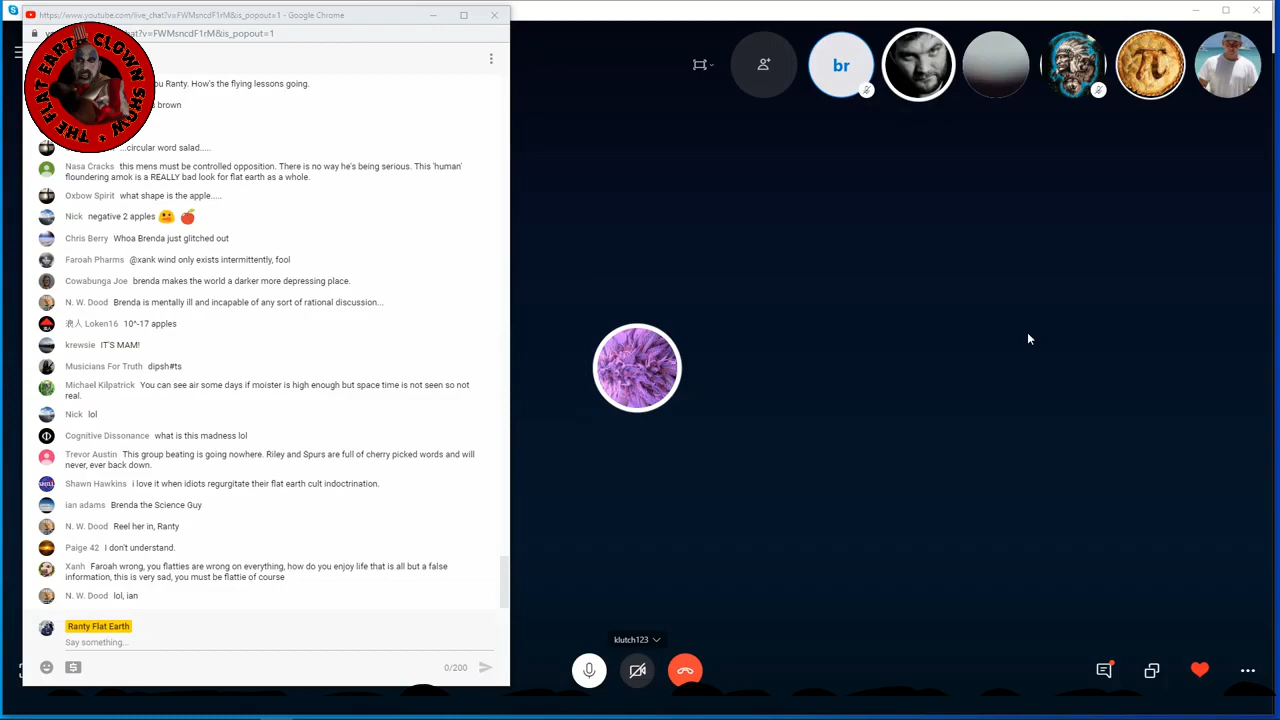 https://www.youtube.com/live_chat?v=FWMsncdF1rM&is_popout=1 - Google Chrome
_chat?v=FWMsncdF1rM&is_popout=1
THE FLAT EARTH CLOWN SHOW
Ranty. How's the flying lessons going.
brown
...circular word salad.....
Nasa Cracks this mens must be controlled opposition. There is no way he's being serious. This 'human'
floundering amok is a REALLY bad look for flat earth as a whole.
Oxbow Spirit what shape is the apple.....
Nick negative 2 apples
Chris Berry Whoa Brenda just glitched out
Faroah Pharms @xank wind only exists intermittently, fool
Cowabunga Joe brenda makes the world a darker more depressing place.
N. W. Dood Brenda is mentally ill and incapable of any sort of rational discussion...
浪人 Loken16 10^-17 apples
krewsie IT'S MAM!
Musicians For Truth dipsh#ts
Michael Kilpatrick You can see air some days if moister is high enough but space time is not seen so not
real.
Nick lol
Cognitive Dissonance what is this madness lol
Trevor Austin This group beating is going nowhere. Riley and Spurs are full of cherry picked words and will
never, ever back down.
Shawn Hawkins i love it when idiots regurgitate their flat earth cult indoctrination.
ian adams Brenda the Science Guy
N. W. Dood Reel her in, Ranty
Paige 42 I don't understand.
Xanh Faroah wrong, you flatties are wrong on everything, how do you enjoy life that is all but a false
information, this is very sad, you must be flattie of course
N. W. Dood lol, ian
Ranty Flat Earth
Say something...
0/200
br
π
klutch123